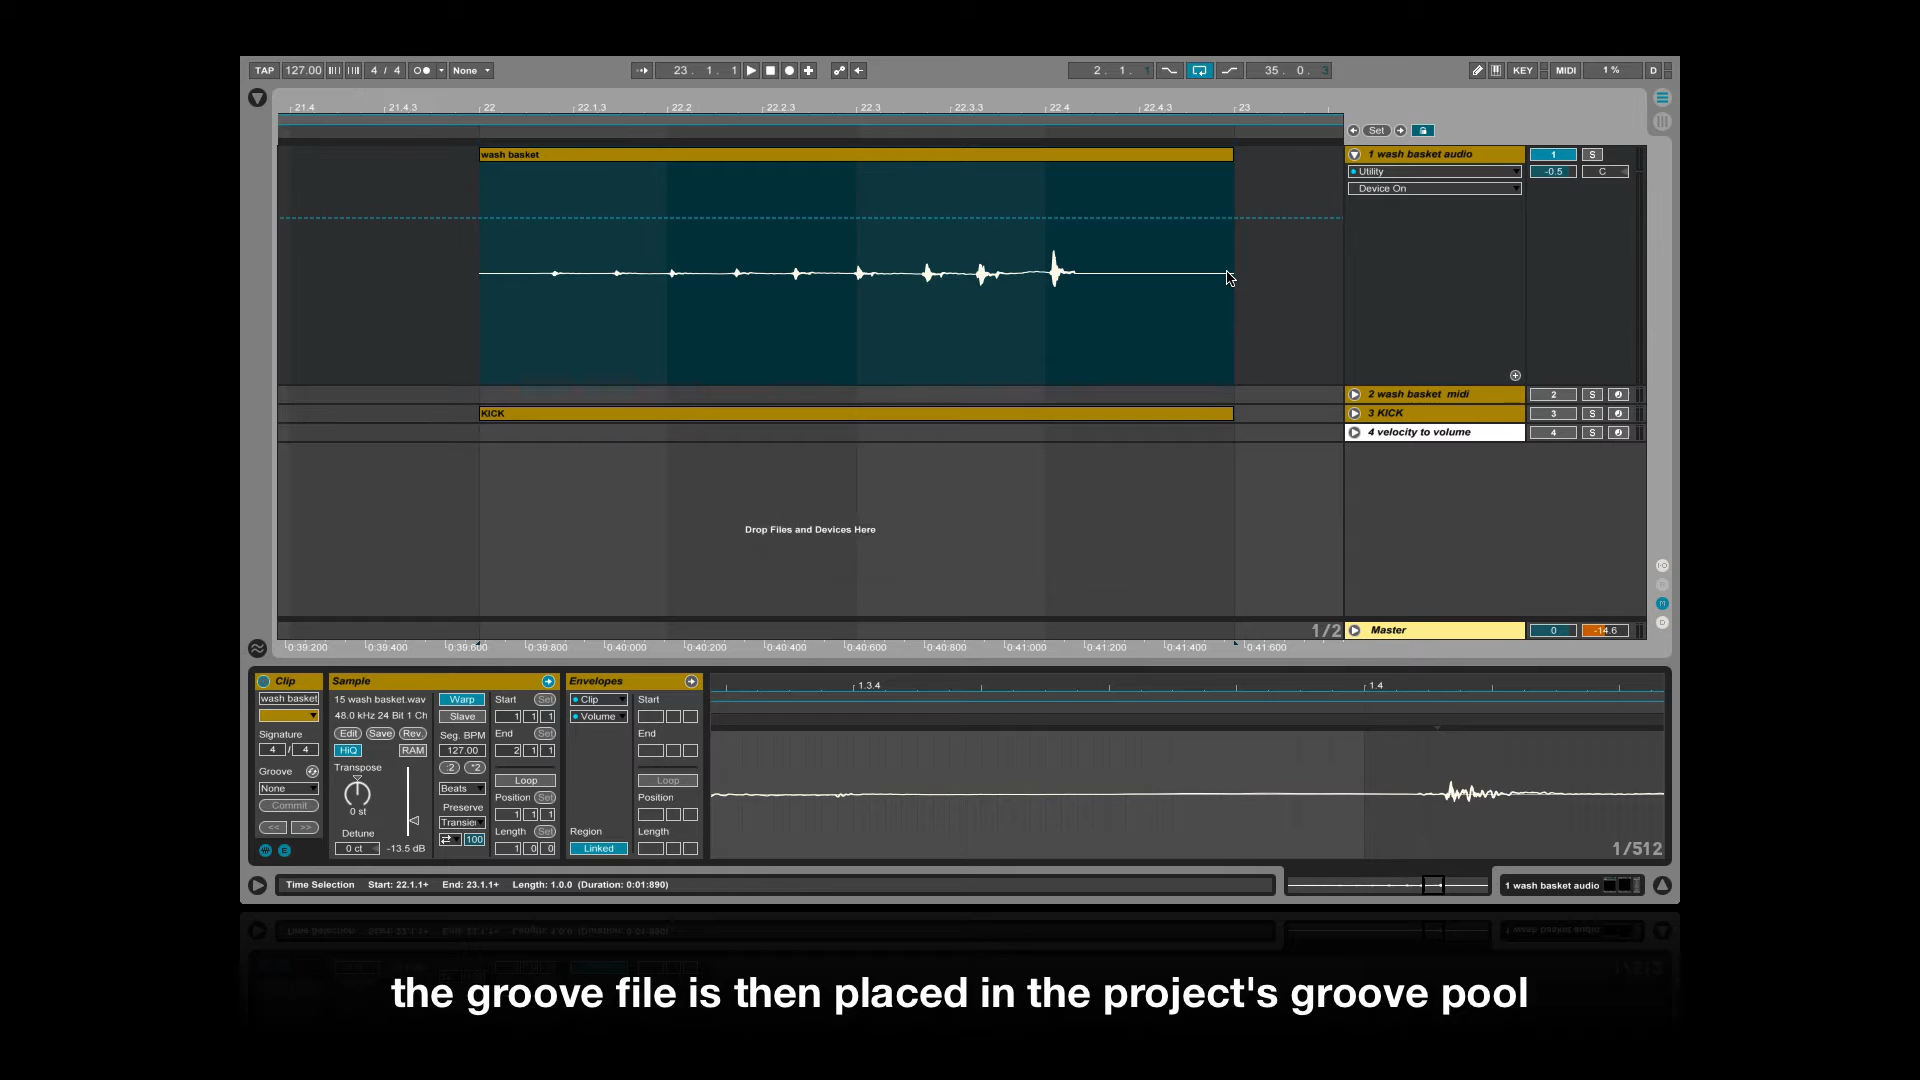 TAP 127.00 4 / 4 None 23 . 1 . 1 2 . 1 . 1 35 . 0 . 3 KEY MIDI 1 % D
21.4 21.4.3 22 22.1.3 22.2 22.2.3 22.3 22.3.3 22.4 22.4.3 23
Set
wash basket
1 wash basket audio 1 S
Utility -0.5 C
Device On
2 wash basket midi 2 S
KICK
3 KICK 3 S
4 velocity to volume 4 S
Drop Files and Devices Here
1/2
Master 0 -14.6
0:39:200 0:39:400 0:39:600 0:39:800 0:40:000 0:40:200 0:40:400 0:40:600 0:40:800 0:41:000 0:41:200 0:41:400 0:41:600
Clip Sample Envelopes
1.3.4 1.4
wash basket 15 wash basket.wav Warp Start Set Clip Start
48.0 kHz 24 Bit 1 Ch Slave 1 1 1 Volume
Signature Edit Save Rev. Seg. BPM End Set End
4 / 4 HiQ RAM 127.00 2 1 1
Groove Transpose :2 *2 Loop Loop
None Beats Position Set Position
Commit 0 st Preserve 1 1 1
<< >> Detune Transien Length Set Region Length
0 ct -13.5 dB 100 1 0 0 Linked
1/512
Time Selection Start: 22.1.1+ End: 23.1.1+ Length: 1.0.0 (Duration: 0:01:890)
1 wash basket audio
the groove file is then placed in the project's groove pool